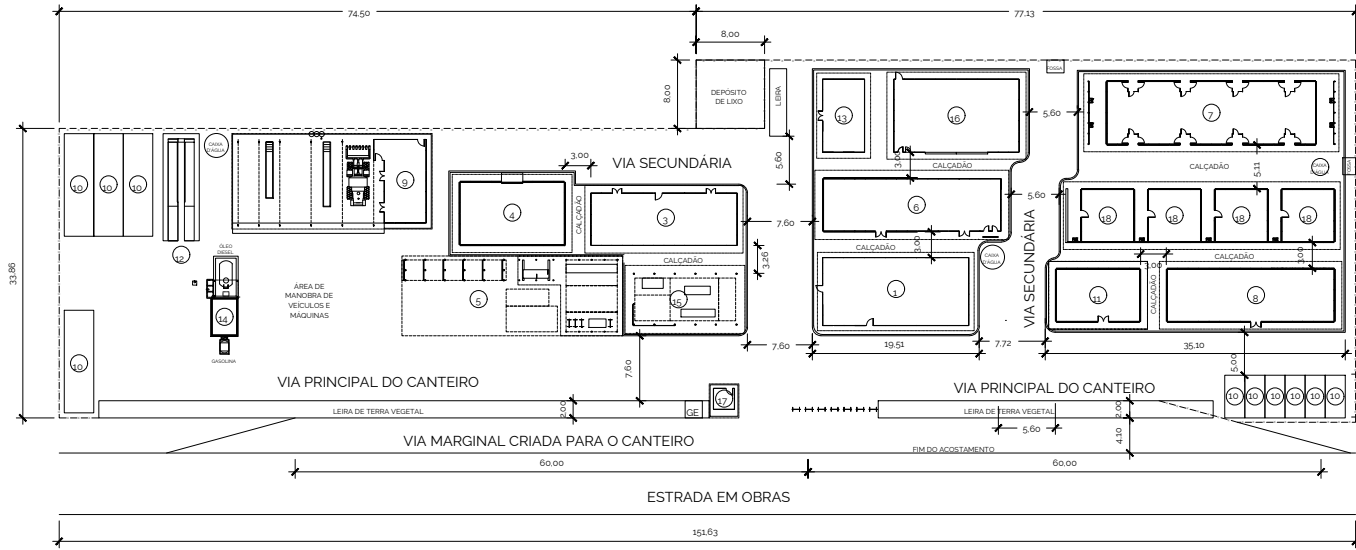 74.50
77.13
8,00
8,00
DEPÓSITO
DE LIXO
LEIRA
FOSSA
13
16
5,60
7
33,86
10
10
10
CAIXA
D'ÁGUA
9
3,00
VIA SECUNDÁRIA
5,60
3,00
CALÇADÃO
CALÇADÃO
5,11
CAIXA
D'ÁGUA
FOSSA
4
CALÇADÃO
3
7,60
6
5,60
18
18
18
18
12
ÓLEO
DIESEL
CALÇADÃO
3,26
CALÇADÃO
3,00
CAIXA
D'ÁGUA
VIA SECUNDÁRIA
CALÇADÃO
3,00
3,00
ÁREA DE
MANOBRA DE
VEÍCULOS E
MÁQUINAS
5
15
1
11
CALÇADÃO
8
14
GASOLINA
10
7,60
7,60
19,51
7,72
35,10
5,00
VIA PRINCIPAL DO CANTEIRO
VIA PRINCIPAL DO CANTEIRO
10
10
10
10
10
10
LEIRA DE TERRA VEGETAL
2,00
GE
17
LEIRA DE TERRA VEGETAL
2,00
5,60
4,10
VIA MARGINAL CRIADA PARA O CANTEIRO
FIM DO ACOSTAMENTO
60,00
60,00
ESTRADA EM OBRAS
151,63